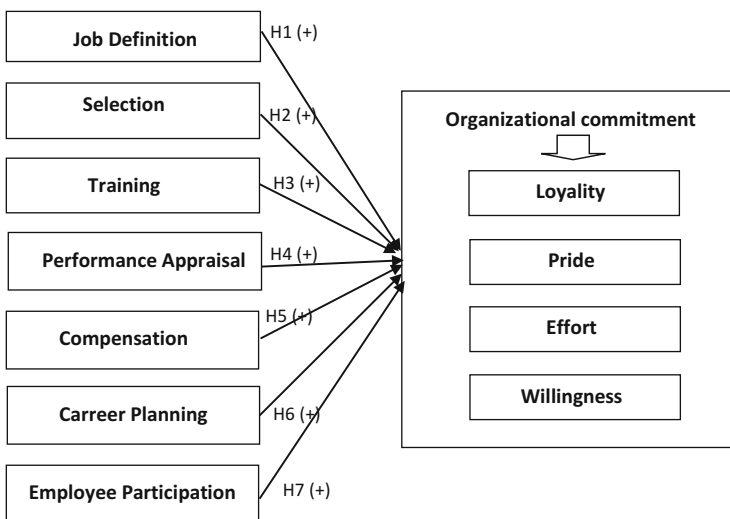 Job Definition
H1 (+)
Selection
H2 (+)
Training
H3 (+)
Performance Appraisal
H4 (+)
Compensation
H5 (+)
Carreer Planning
H6 (+)
Employee Participation
H7 (+)
Organizational commitment
Loyality
Pride
Effort
Willingness